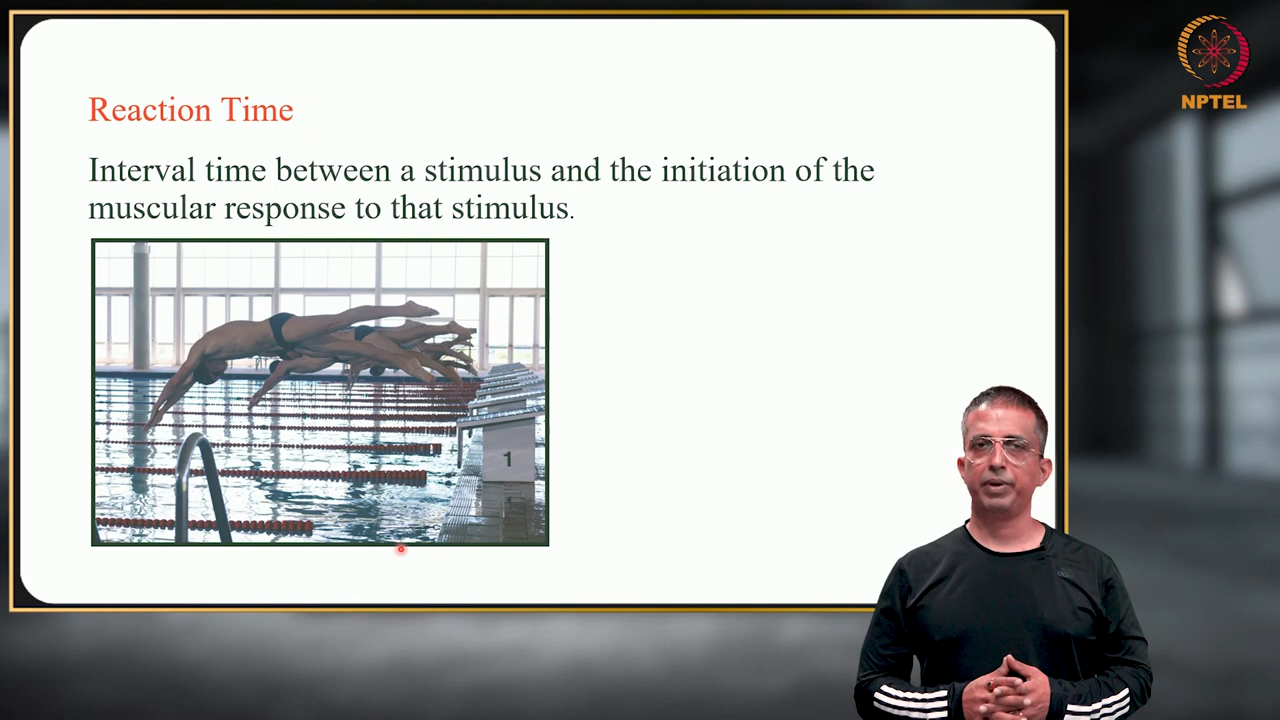 Reaction Time
Interval time between a stimulus and the initiation of the
muscular response to that stimulus.
1
NPTEL